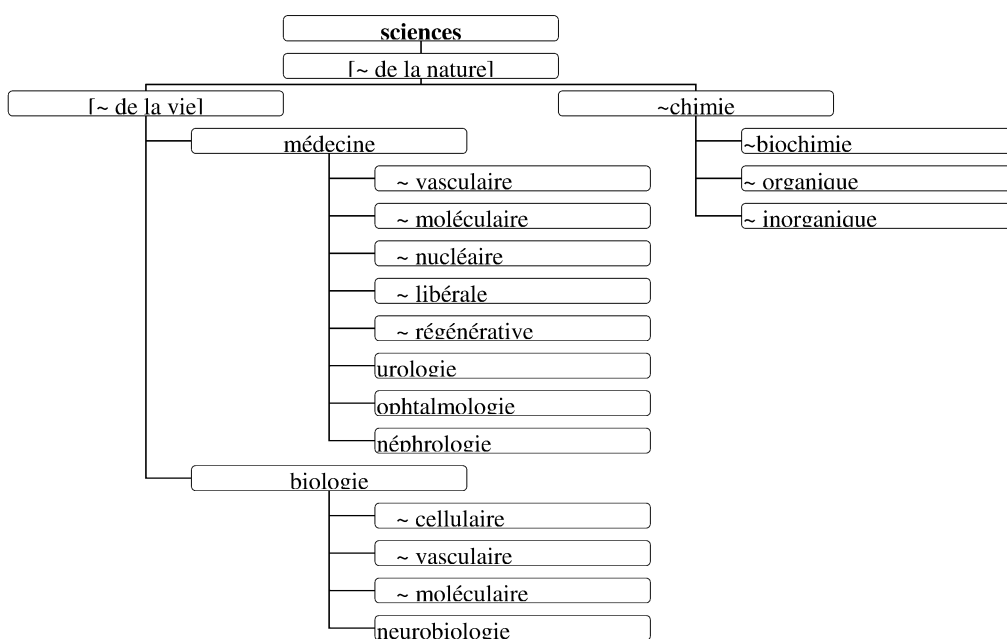 sciences
[~ de la nature]
[~ de la vie]
~chimie
médecine
~biochimie
~ vasculaire
~ organique
~ moléculaire
~ inorganique
~ nucléaire
~ libérale
~ régénérative
urologie
ophtalmologie
néphrologie
biologie
~ cellulaire
~ vasculaire
~ moléculaire
neurobiologie